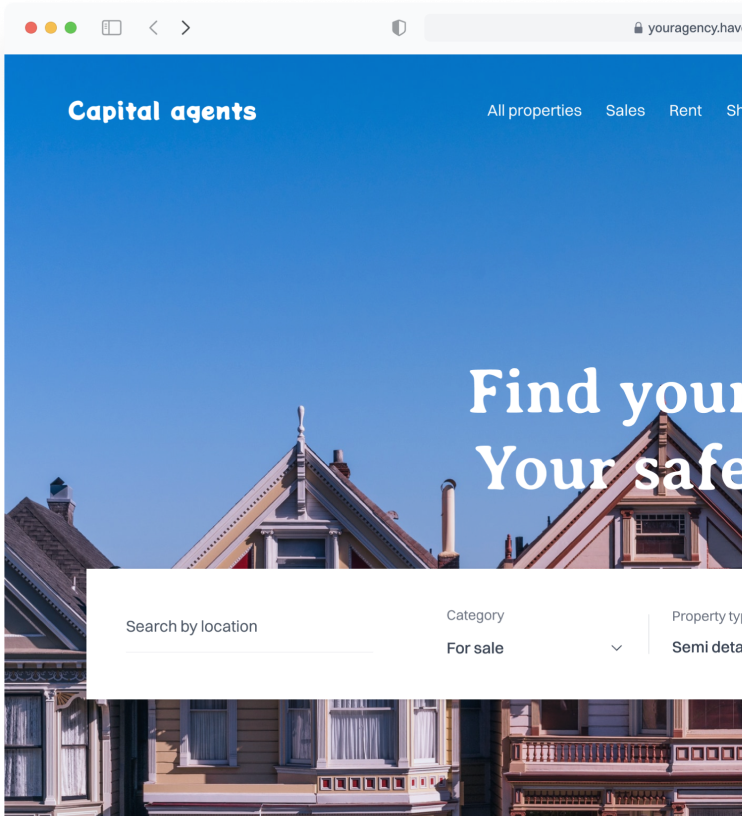 youragency.hav
Capital agents
All properties Sales Rent Sh
Find your
Your safe
Search by location
Category
For sale
Property typ
Semi deta